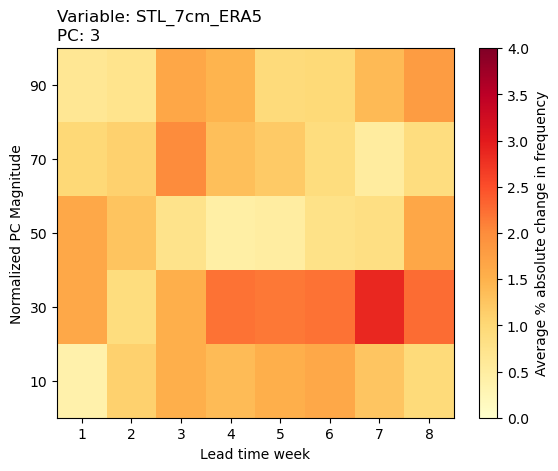 Variable: STL_7cm_ERA5
PC: 3
Normalized PC Magnitude
90
70
50
30
10
1 2 3 4 5 6 7 8
Lead time week
4.0
3.5
3.0
2.5
2.0
1.5
1.0
0.5
0.0
Average % absolute change in frequency